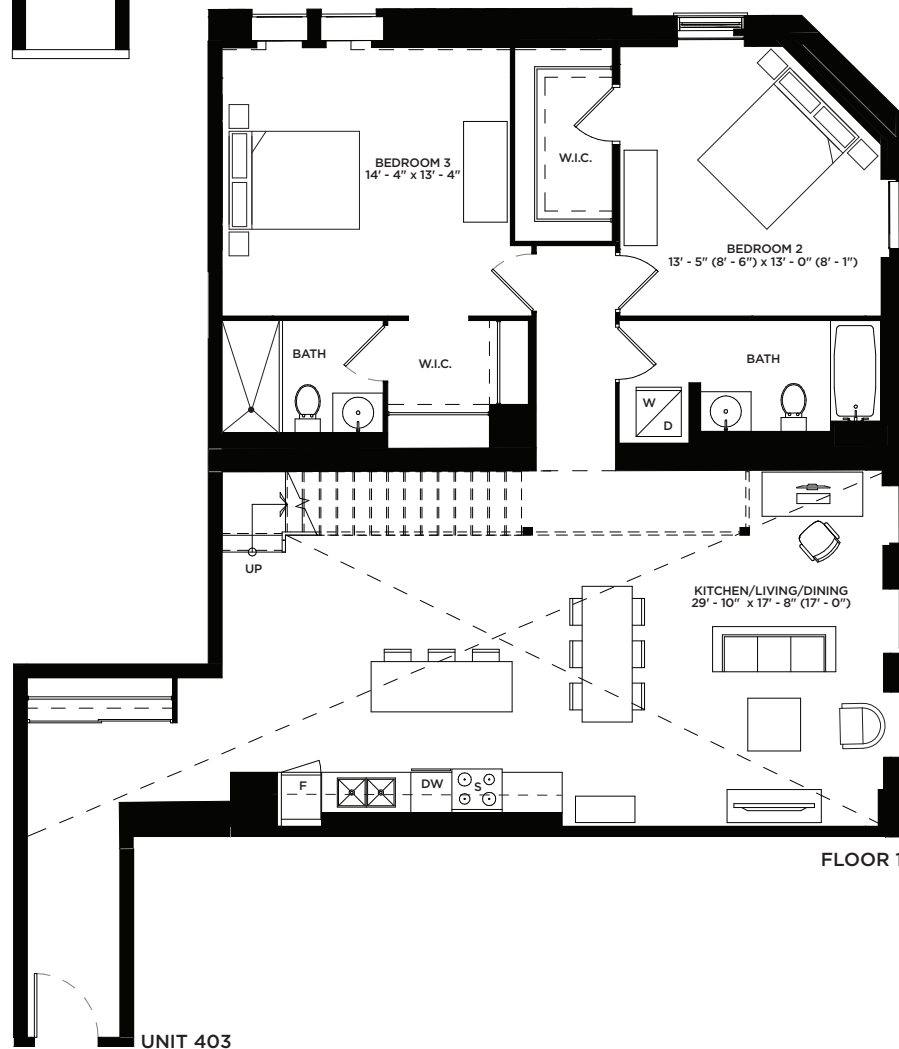 BEDROOM 3
14' - 4" x 13' - 4"
W.I.C.
BEDROOM 2
13' - 5" (8' - 6") x 13' - 0" (8' - 1")
BATH
W.I.C.
BATH
W
D
UP
KITCHEN/LIVING/DINING
29' - 10" x 17' - 8" (17' - 0")
F
DW
S
FLOOR 1
UNIT 403